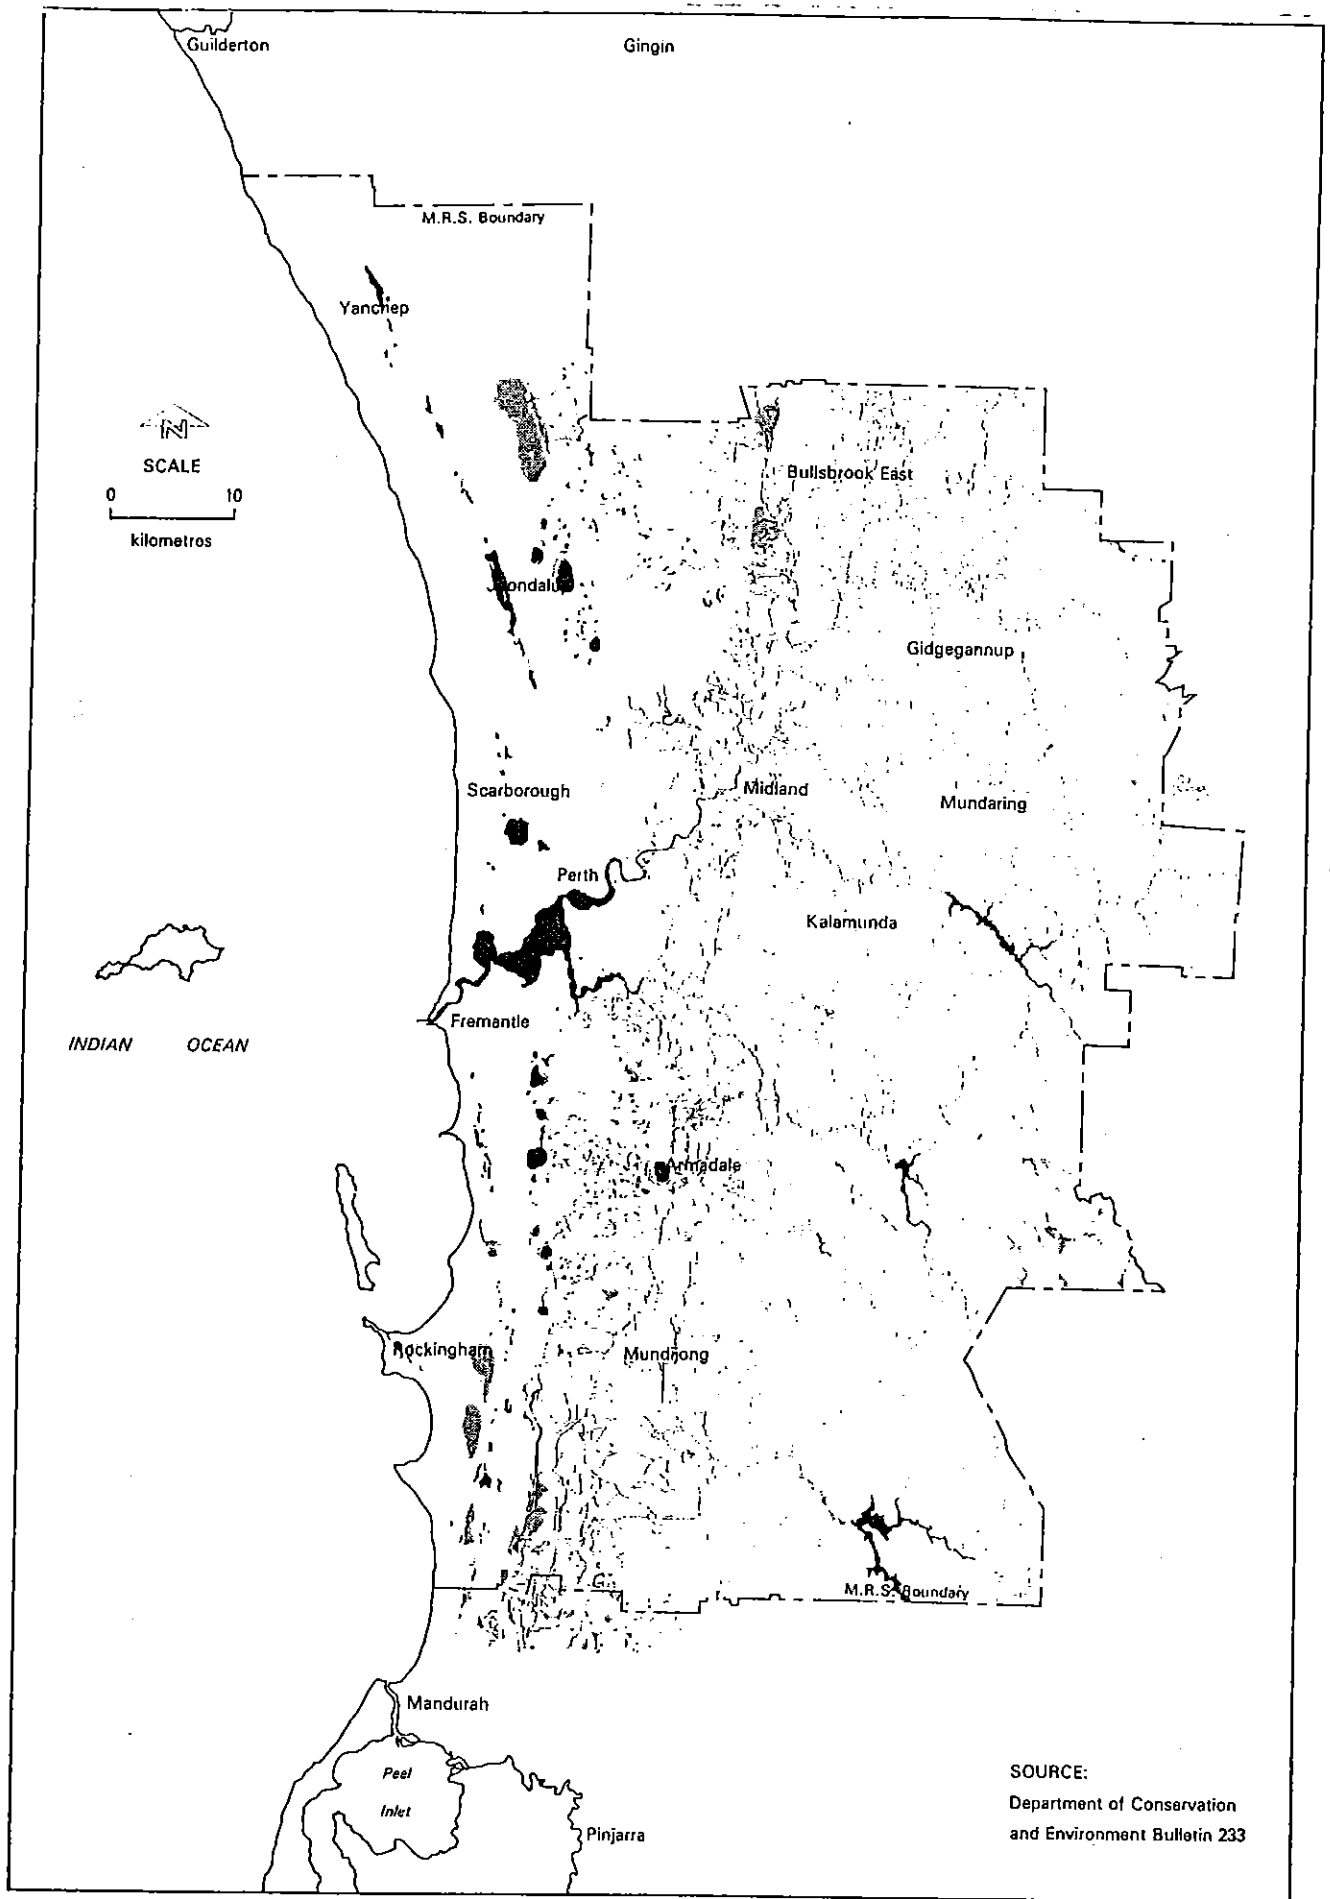 Guilderton
Gingin
M.R.S. Boundary
Yanchep
N
SCALE
0 10
kilometros
Bullsbrook East
Joondalup
Gidgegannup
Scarborough
Midland
Mundaring
Perth
Kalamunda
Fremantle
INDIAN OCEAN
Armadale
Rockingham
Mundijong
M.R.S. Boundary
Mandurah
Peel
Inlet
Pinjarra
SOURCE:
Department of Conservation
and Environment Bulletin 233